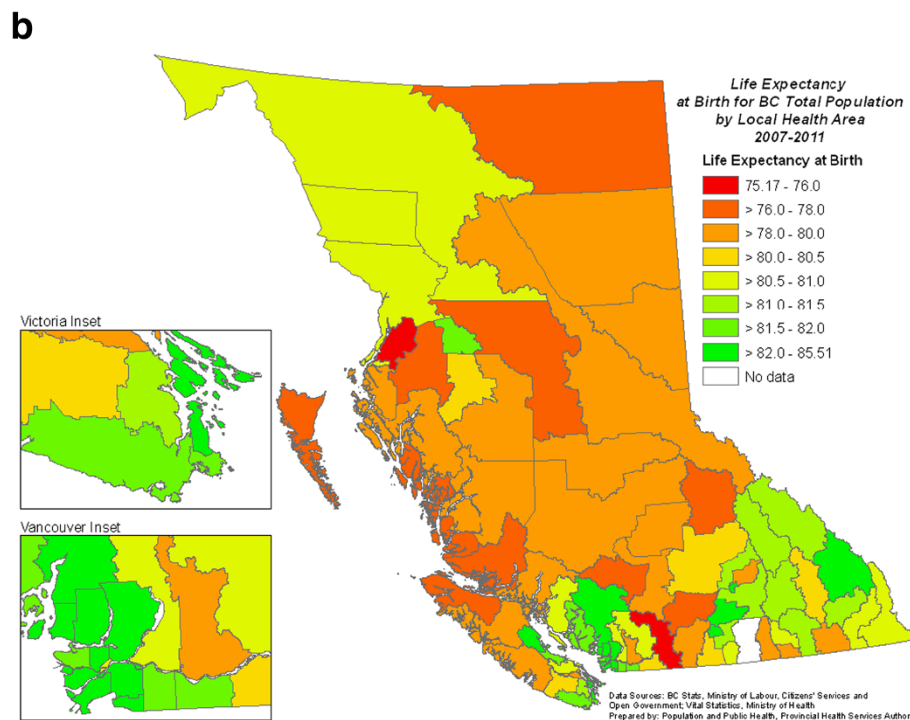 b
Life Expectancy
at Birth for BC Total Population
by Local Health Area
2007-2011
Life Expectancy at Birth
75.17 - 76.0
> 76.0 - 78.0
> 78.0 - 80.0
> 80.0 - 80.5
> 80.5 - 81.0
> 81.0 - 81.5
> 81.5 - 82.0
> 82.0 - 85.51
No data
Victoria Inset
Vancouver Inset
Data Sources: BC Stats, Ministry of Labour, Citizens' Services and
Open Government; Vital Statistics, Ministry of Health
Prepared by: Population and Public Health, Provincial Health Services Author